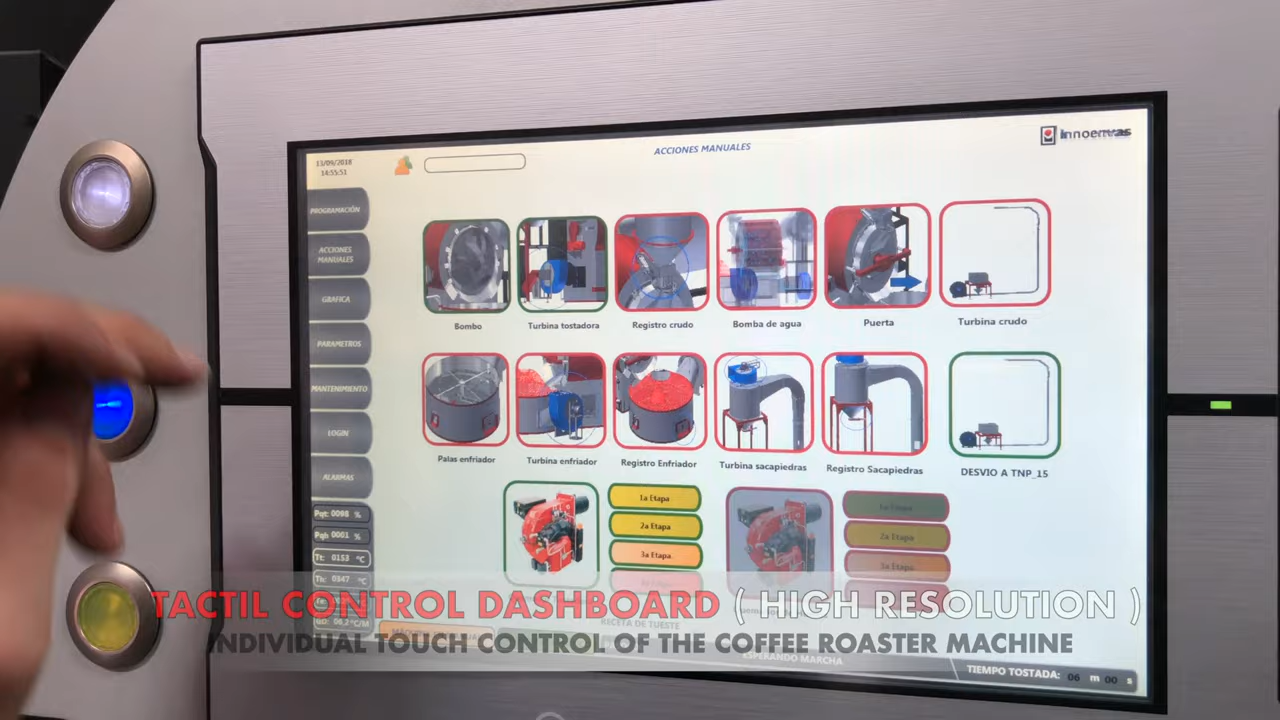 innoenvas
ACCIONES MANUALES
13/09/2018
14:55:51
PROGRAMACIÓN
ACCIONES
MANUALES
GRAFICA
PARAMETROS
MANTENIMIENTO
LOGIN
ALARMAS
Bombo
Turbina tostadora
Registro crudo
Bomba de agua
Puerta
Turbina crudo
Palas enfriador
Turbina enfriador
Registro Enfriador
Turbina sacapiedras
Registro Sacapiedras
DESVIO A TNP_15
1a Etapa
2a Etapa
3a Etapa
1a Etapa
2a Etapa
3a Etapa
Pqt: 0098 %
Pqh: 0001 %
Tt: 0153 °C
Th: 0347 °C
TACTIL CONTROL DASHBOARD ( HIGH RESOLUTION )
RECETA DE TUESTE
INDIVIDUAL TOUCH CONTROL OF THE COFFEE ROASTER MACHINE
ESPERANDO MARCHA
TIEMPO TOSTADA: 06 m 00 s